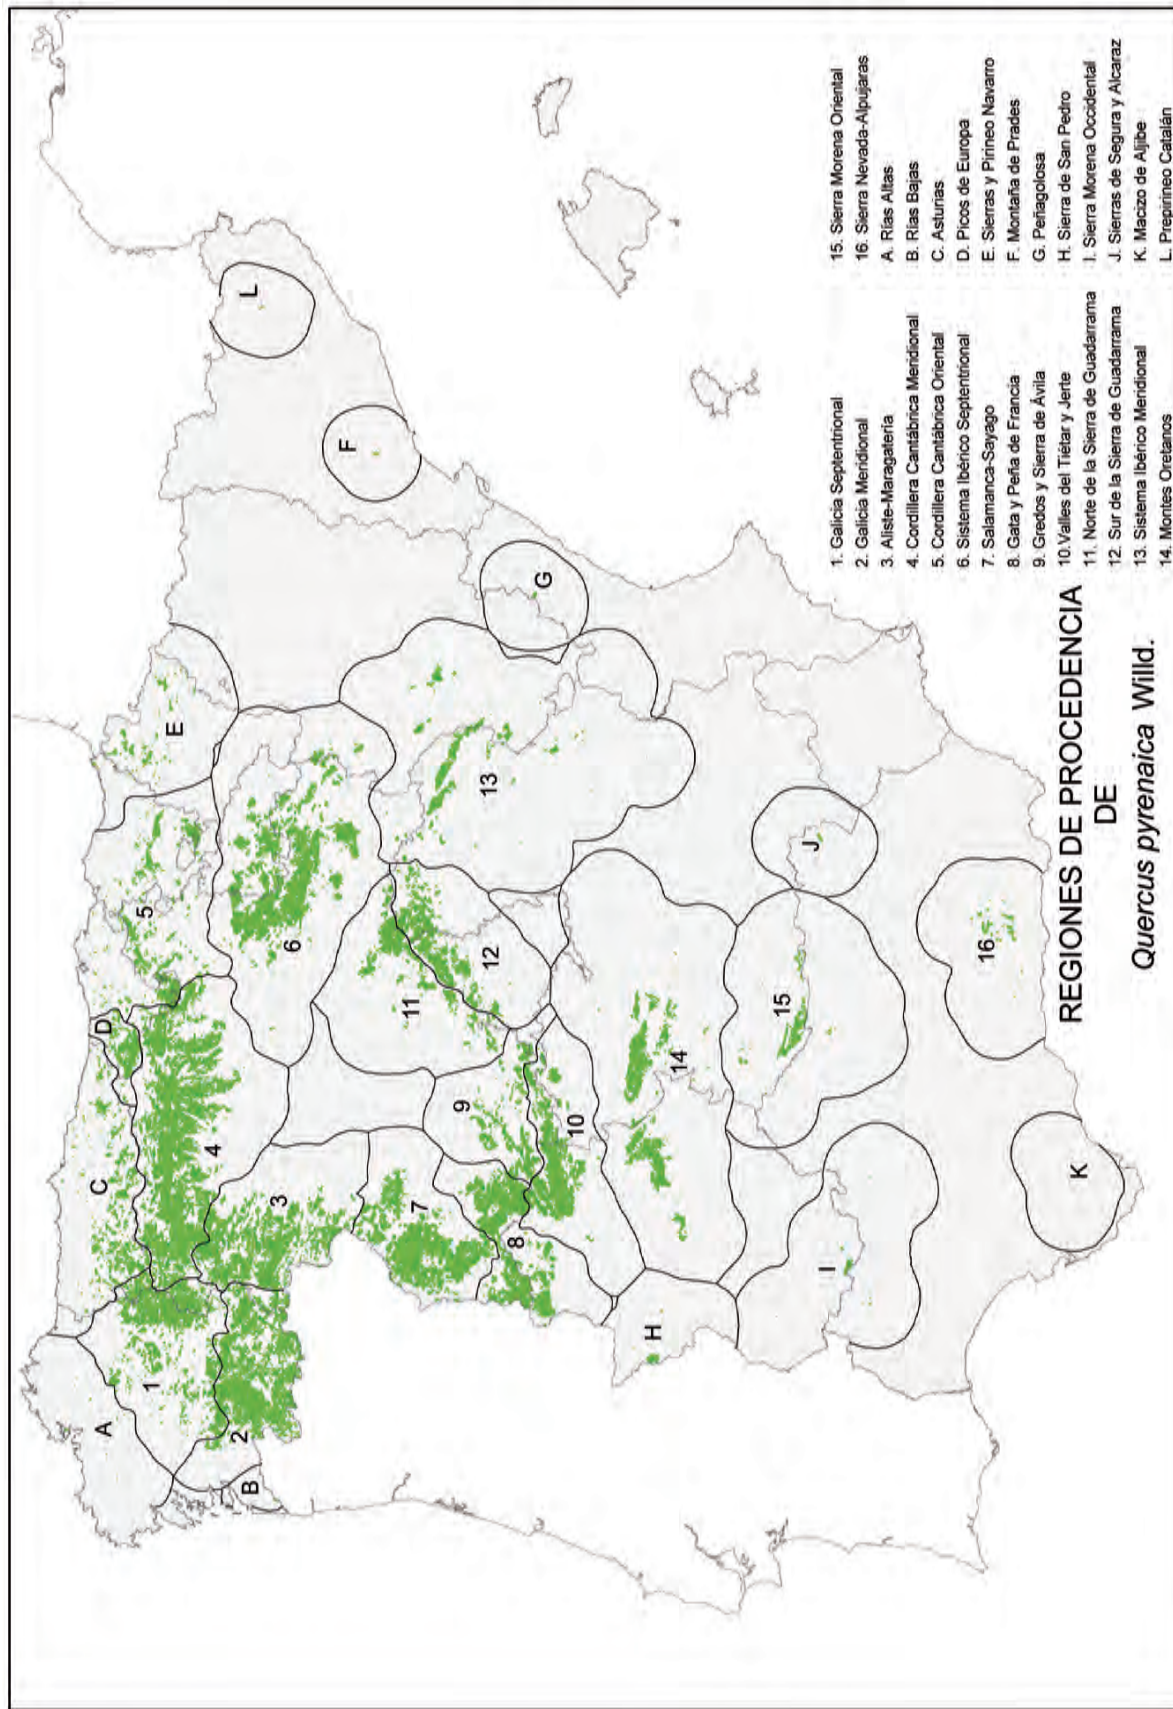 A
B
C
D
E
F
G
H
I
J
K
L
1
2
3
4
5
6
7
8
9
10
11
12
13
14
15
16
REGIONES DE PROCEDENCIA
DE
Quercus pyrenaica Willd.
1. Galicia Septentrional
2. Galicia Meridional
3. Aliste-Maragatería
4. Cordillera Cantábrica Meridional
5. Cordillera Cantábrica Oriental
6. Sistema Ibérico Septentrional
7. Salamanca-Sayago
8. Gata y Peña de Francia
9. Gredos y Sierra de Ávila
10.Valles del Tiétar y Jerte
11. Norte de la Sierra de Guadarrama
12. Sur de la Sierra de Guadarrama
13. Sistema Ibérico Meridional
14. Montes Oretanos
15. Sierra Morena Oriental
16. Sierra Nevada-Alpujaras
A. Rías Altas
B. Rías Bajas
C. Asturias
D. Picos de Europa
E. Sierras y Pirineo Navarro
F. Montaña de Prades
G. Peñagolosa
H. Sierra de San Pedro
I. Sierra Morena Occidental
J. Sierras de Segura y Alcaraz
K. Macizo de Aljibe
L. Prepirineo Catalán